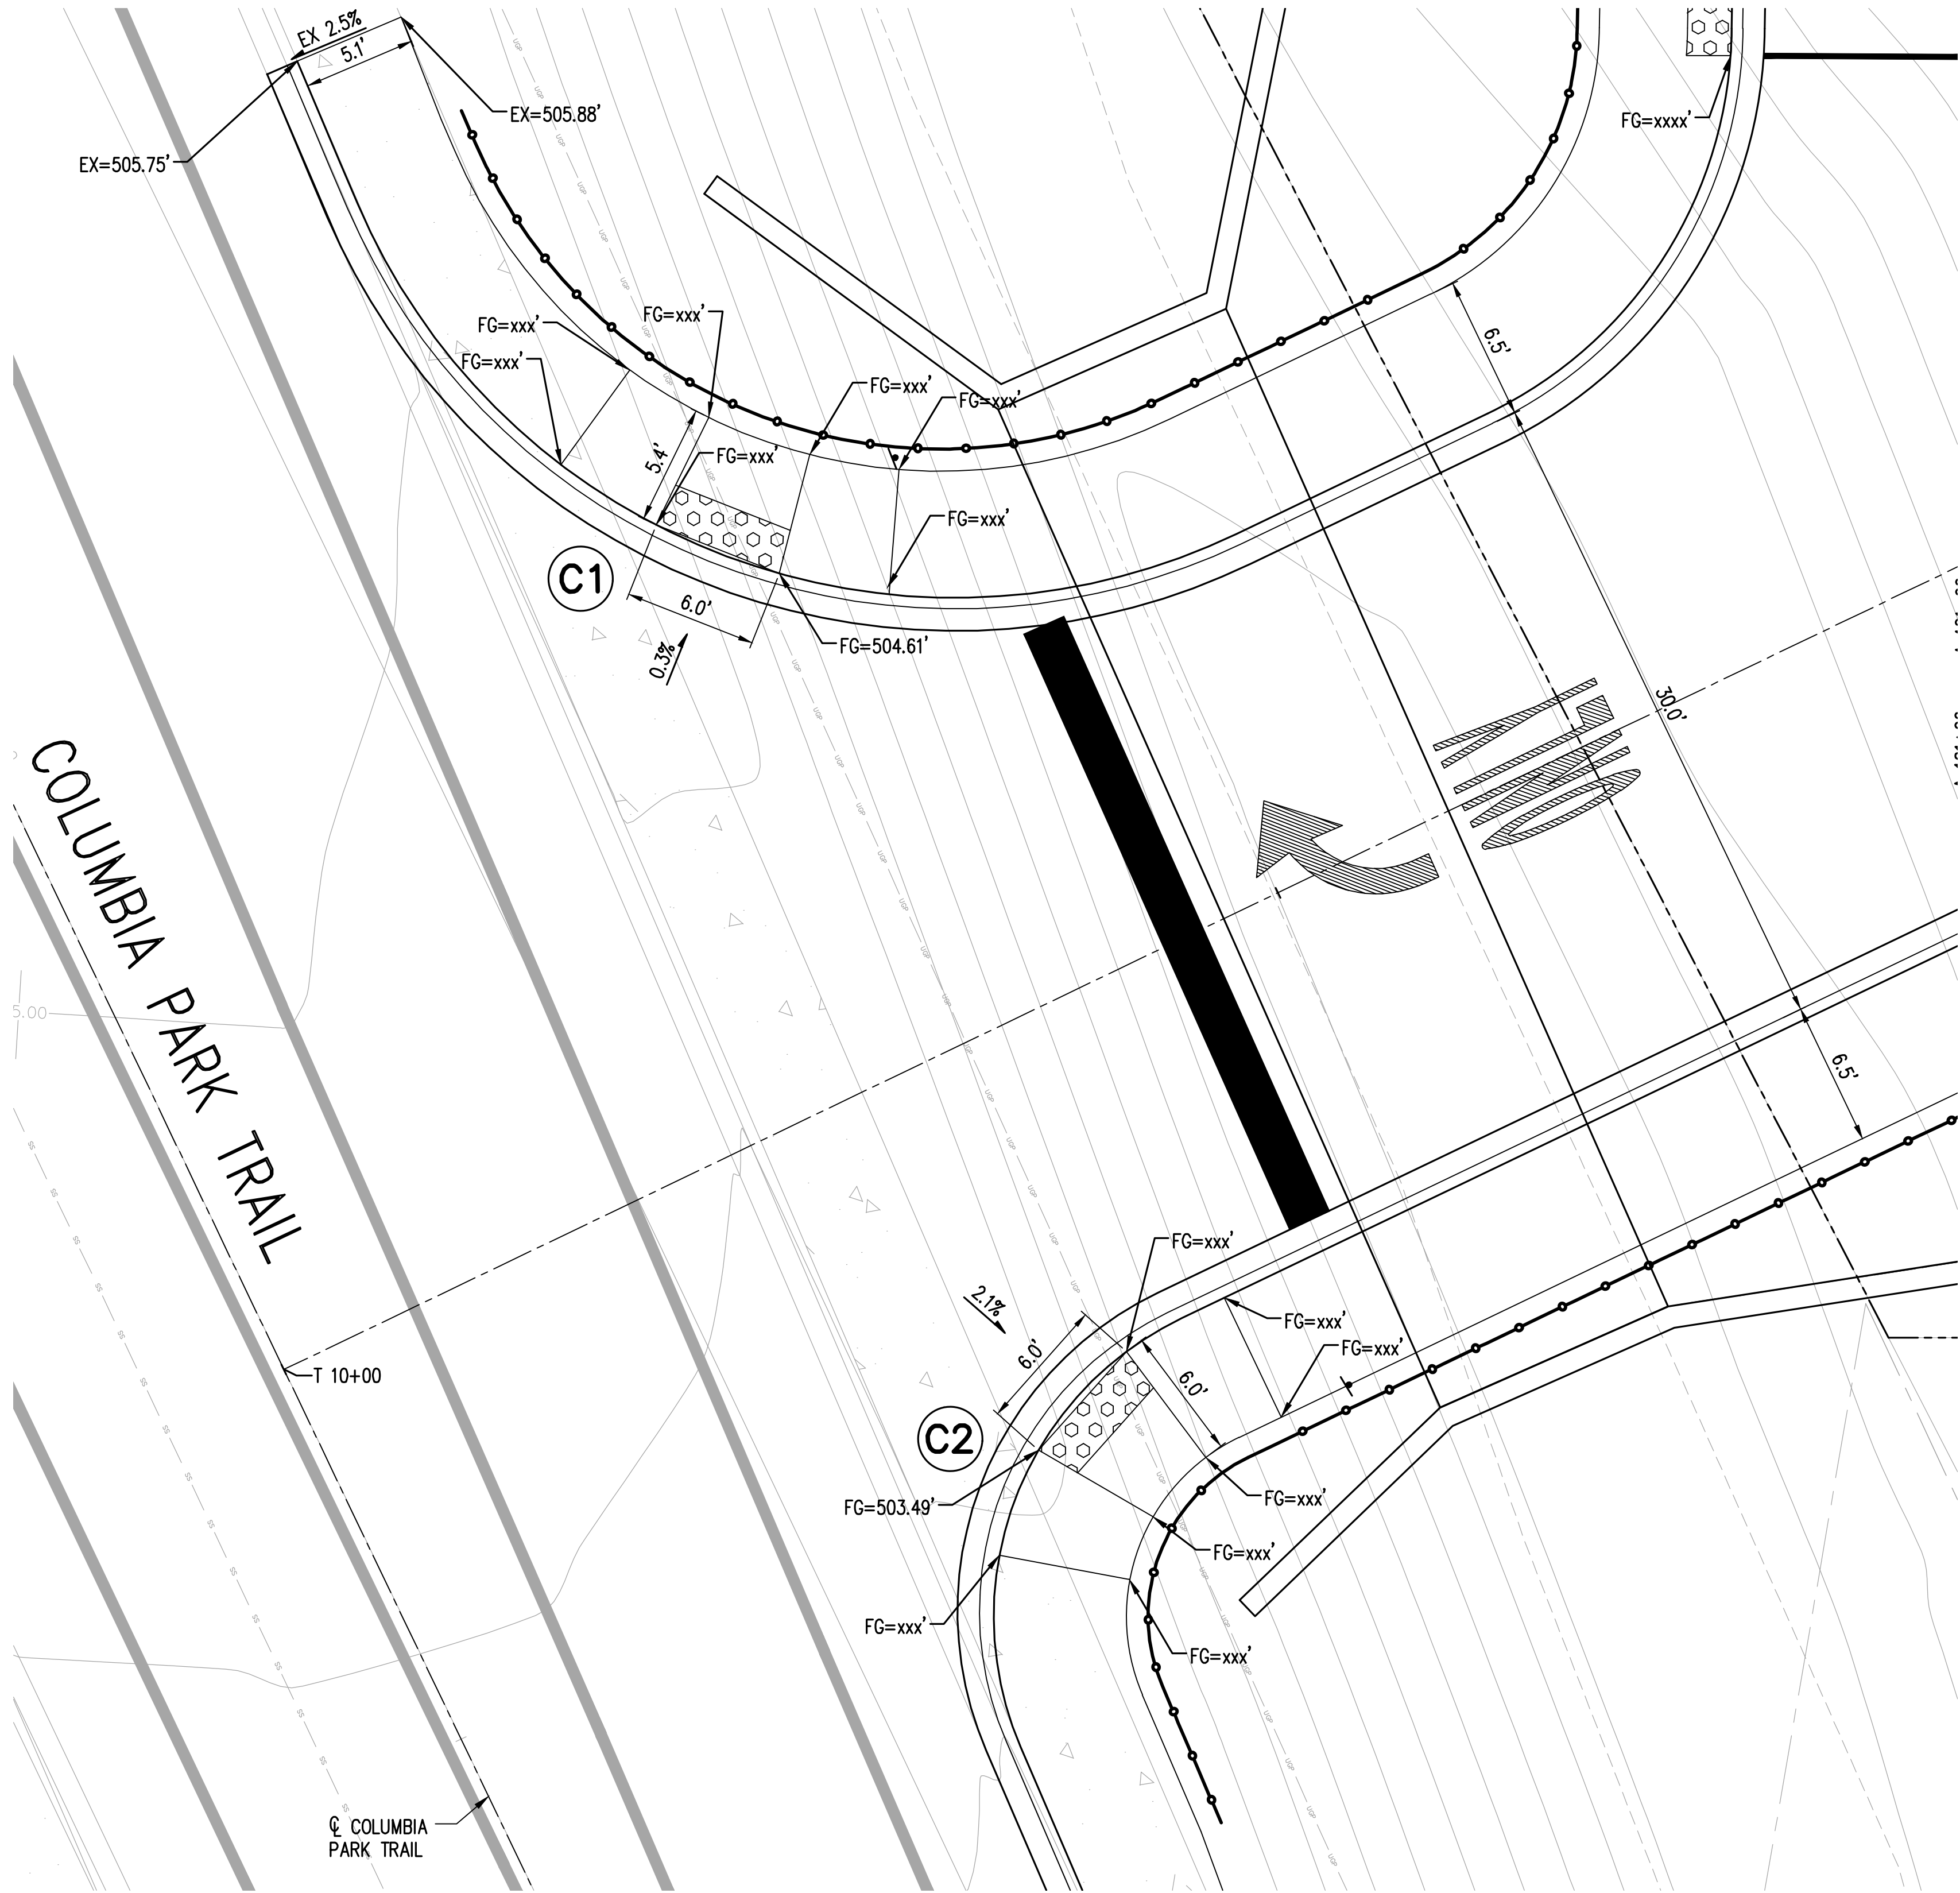 EX 2.5%
5.1'
EX=505.88'
EX=505.75'
FG=xxxx'
UGP
FG=xxx'
FG=xxx'
FG=xxx'
FG=xxx'
FG=xxx'
6.5'
5.4'
FG=xxx'
FG=xxx'
C1
6.0'
FG=504.61'
0.3%
30.0'
COLUMBIA PARK TRAIL
5.00
6.5'
SS
FG=xxx'
2.1%
6.0'
FG=xxx'
FG=xxx'
T 10+00
6.0'
C2
FG=503.49'
FG=xxx'
FG=xxx'
FG=xxx'
FG=xxx'
℄ COLUMBIA
PARK TRAIL